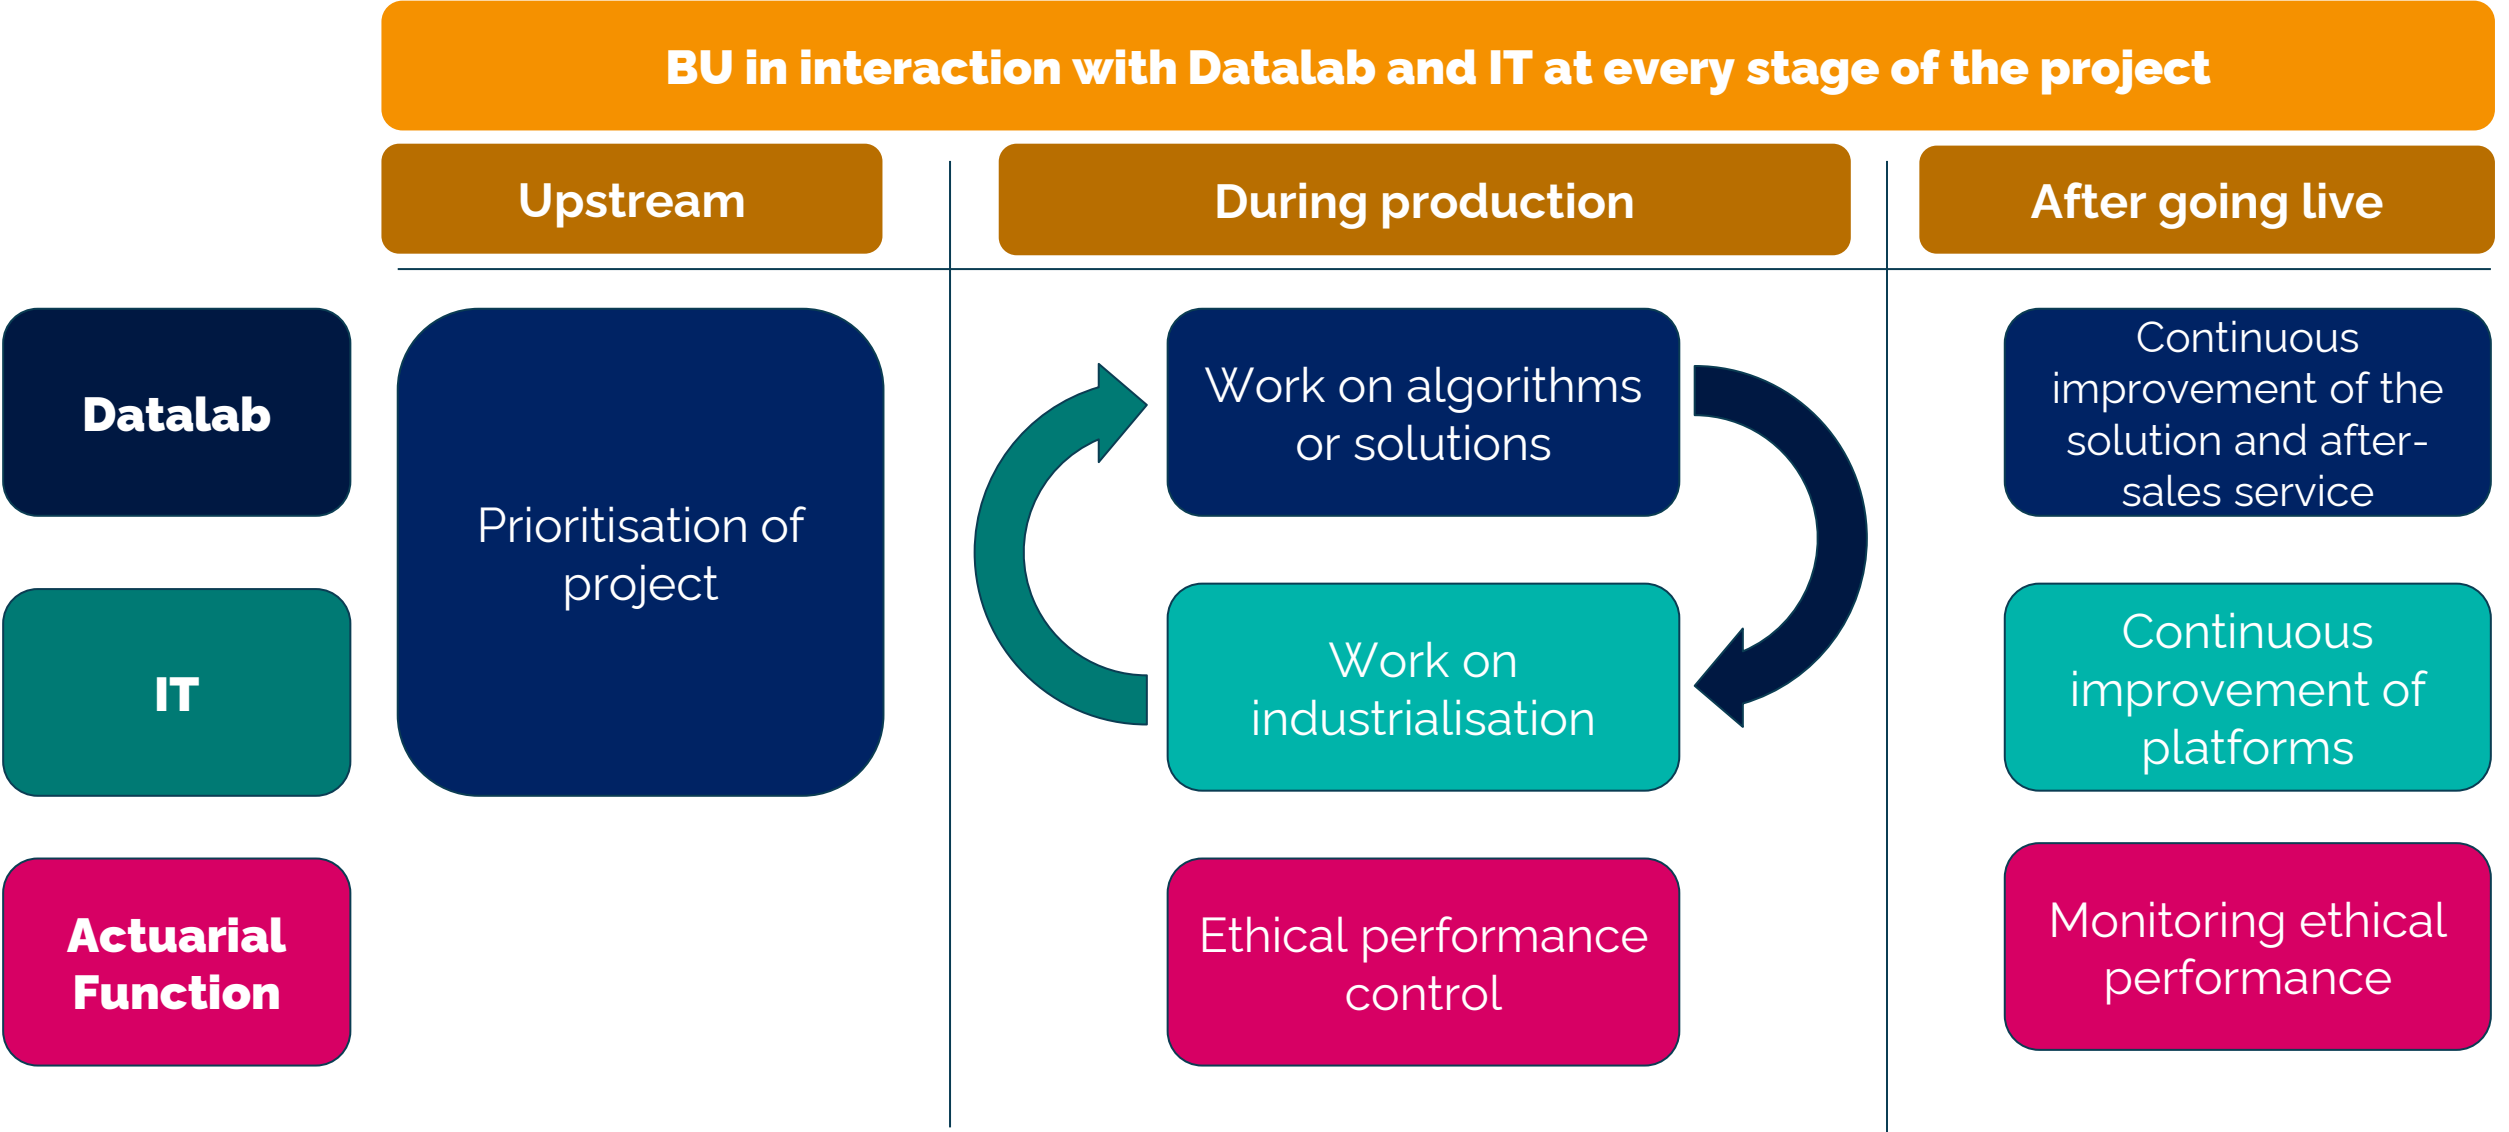 BU in interaction with Datalab and IT at every stage of the project
Upstream
During production
After going live
Datalab
Prioritisation of
project
Work on algorithms
or solutions
Continuous
improvement of the
solution and after-
sales service
IT
Work on
industrialisation
Continuous
improvement of
platforms
Actuarial
Function
Ethical performance
control
Monitoring ethical
performance